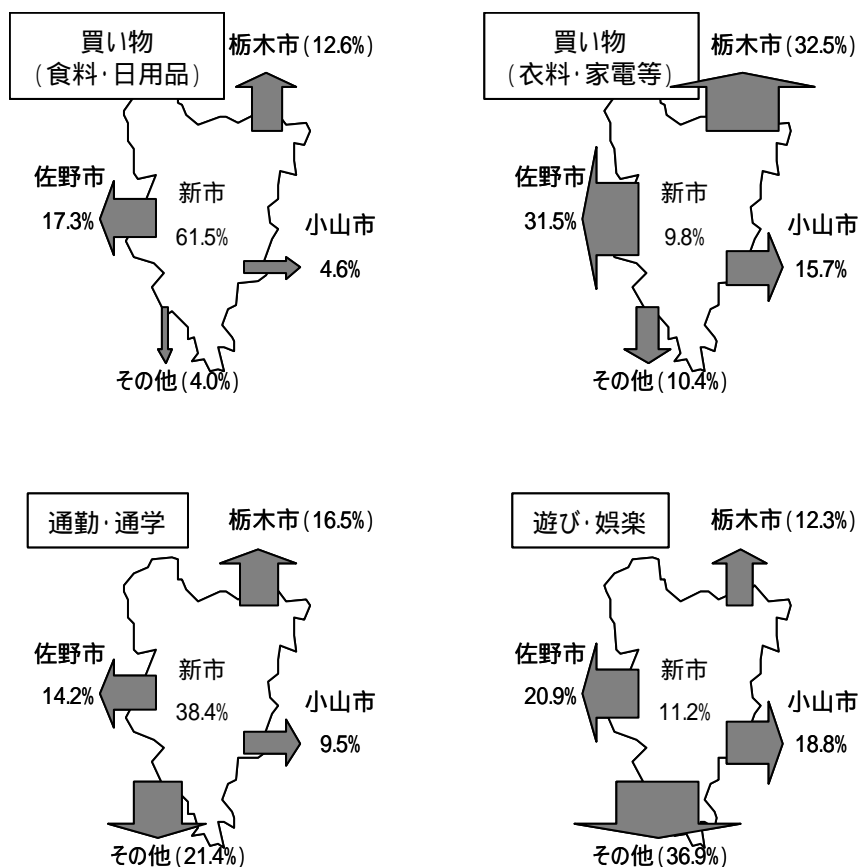 買い物
(食料・日用品)
栃木市(12.6%)
佐野市
17.3%
新市
61.5%
小山市
4.6%
その他(4.0%)
買い物
(衣料・家電等)
栃木市(32.5%)
佐野市
31.5%
新市
9.8%
小山市
15.7%
その他(10.4%)
通勤・通学
栃木市(16.5%)
佐野市
14.2%
新市
38.4%
小山市
9.5%
その他(21.4%)
遊び・娯楽
栃木市(12.3%)
佐野市
20.9%
新市
11.2%
小山市
18.8%
その他(36.9%)